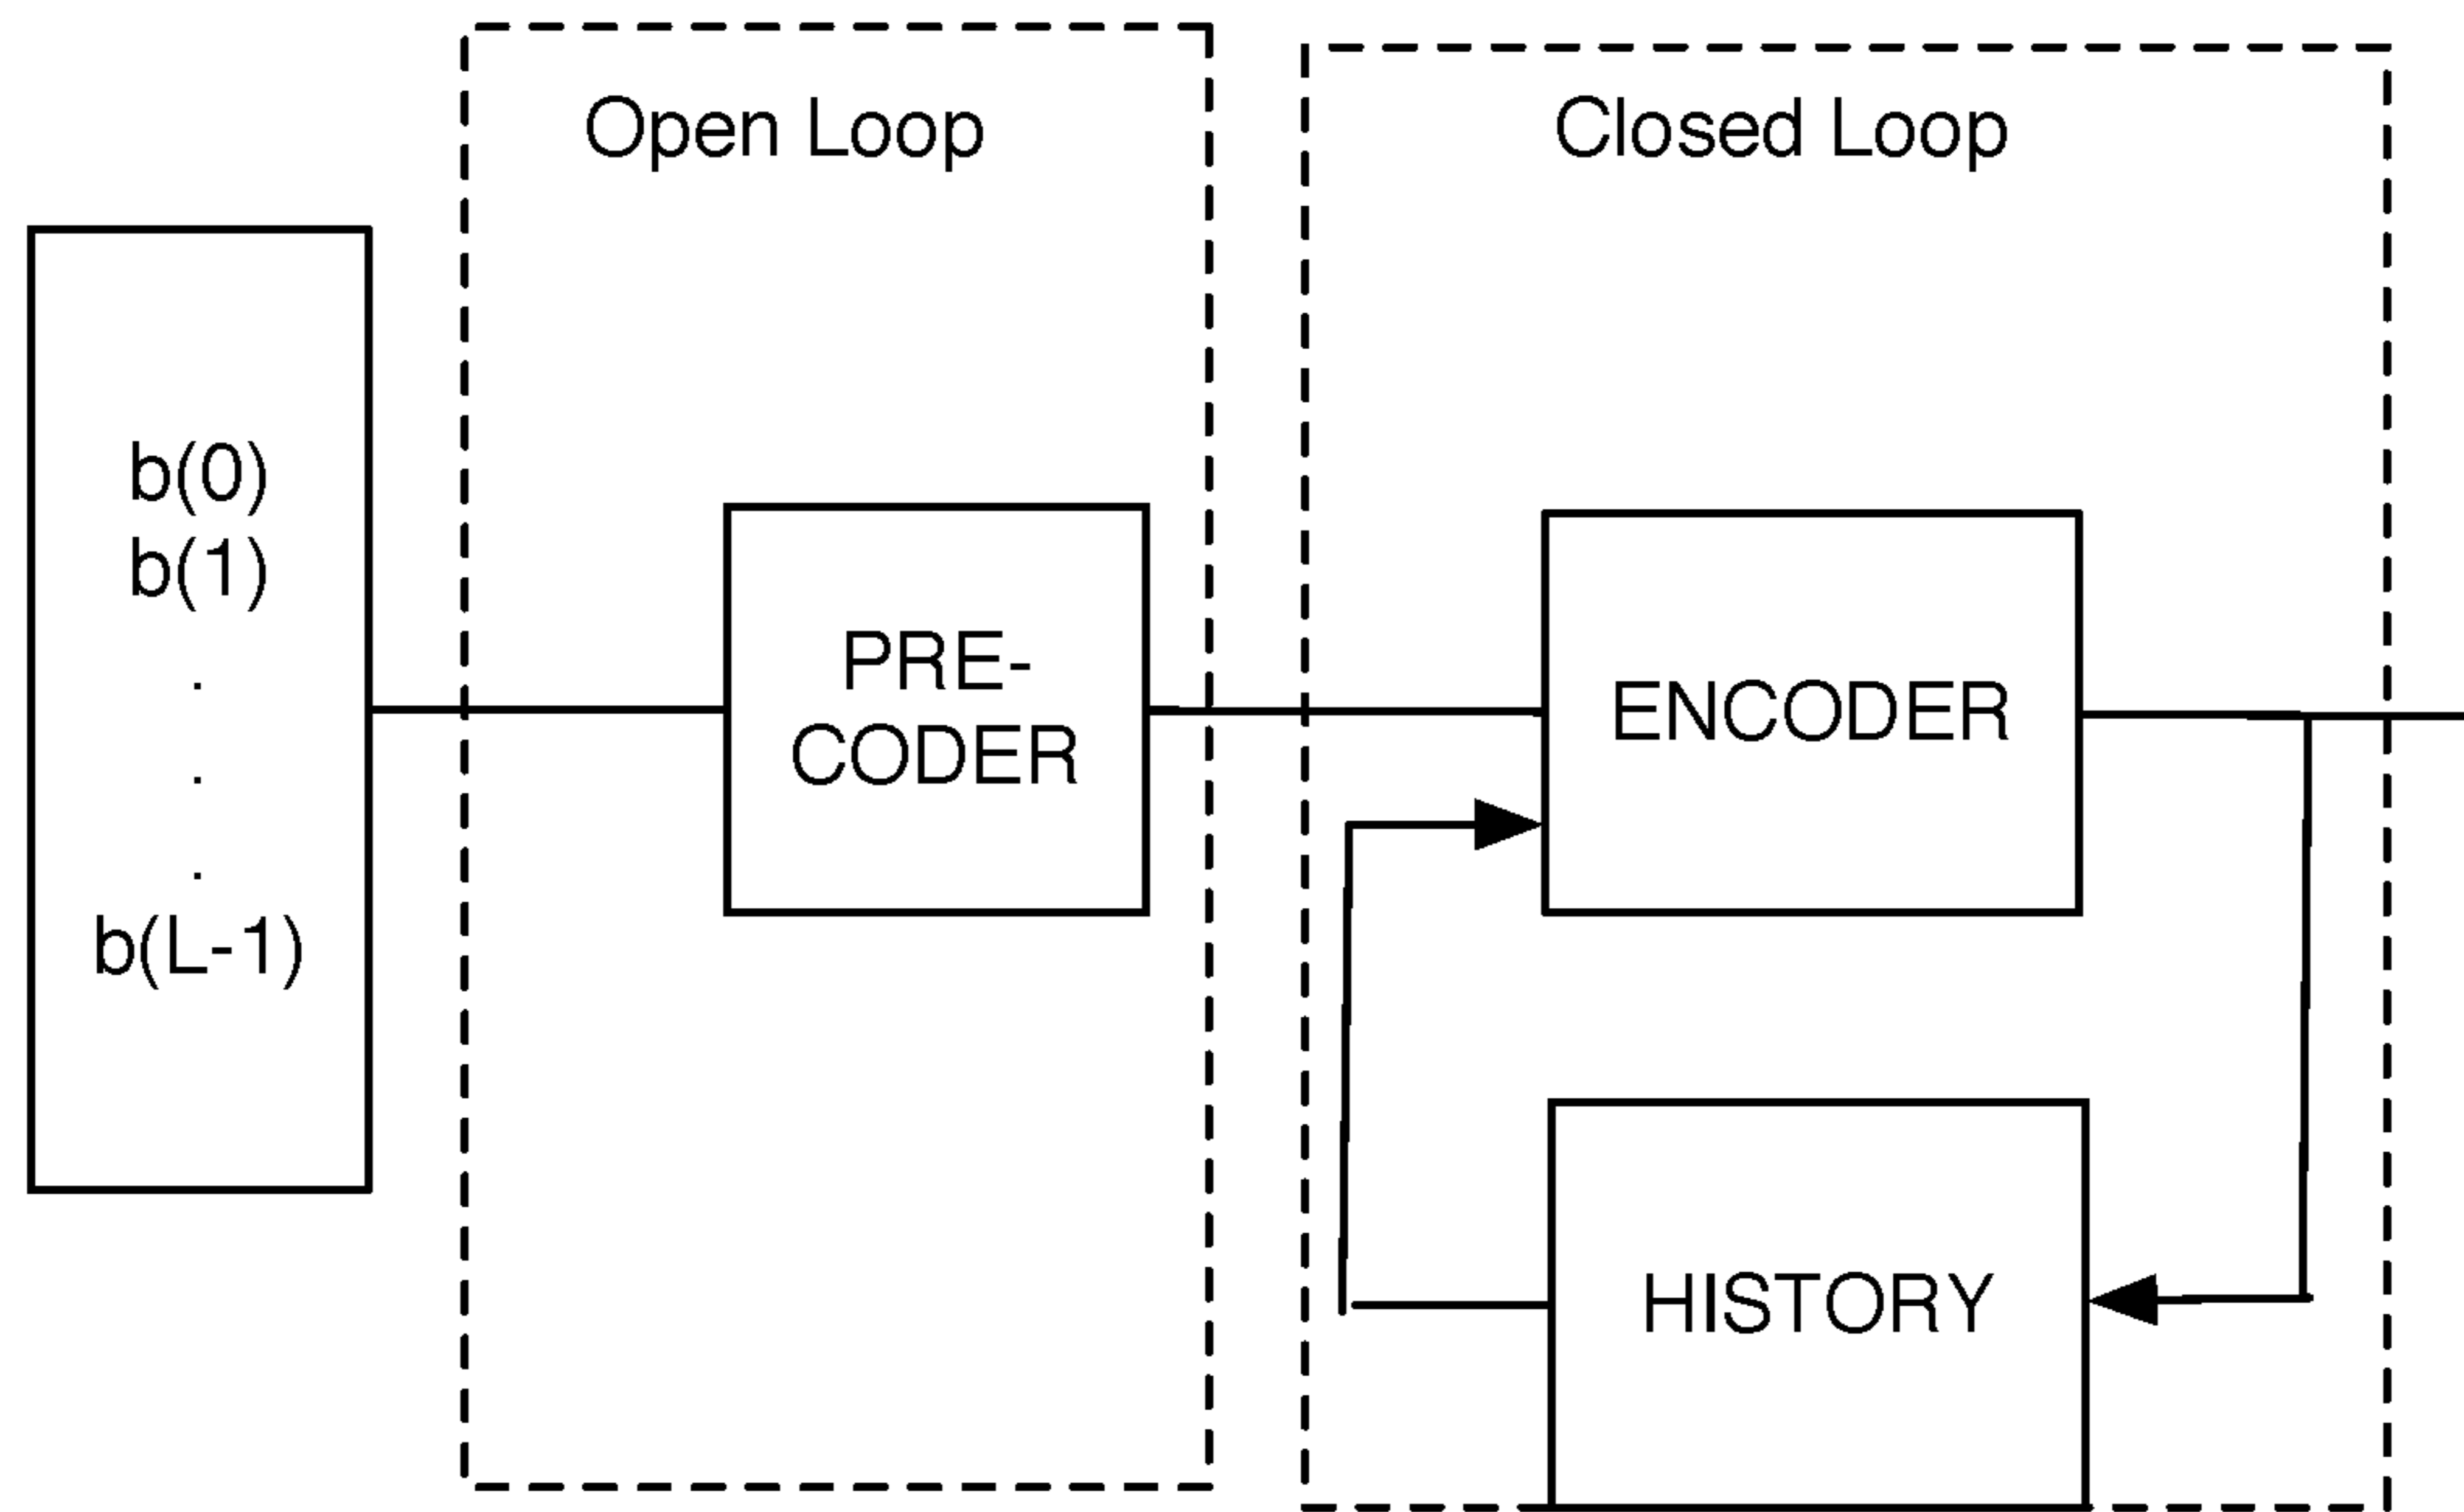 Open Loop
Closed Loop
b(0)
b(1)
.
.
.
b(L-1)
PRE-
CODER
ENCODER
HISTORY